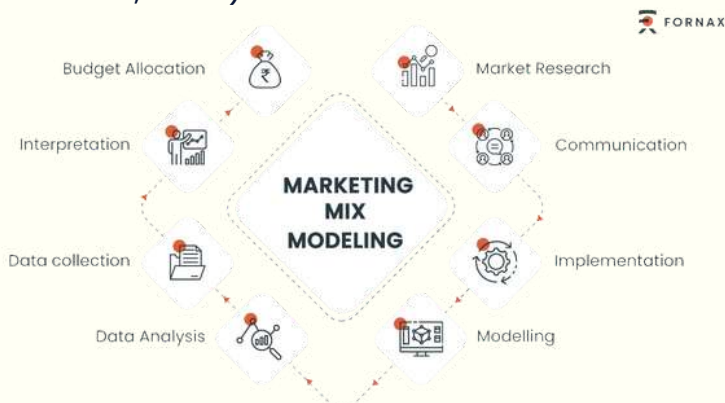 FORNAX
Budget Allocation
Market Research
Interpretation
Communication
MARKETING
MIX
MODELING
Data collection
Implementation
Data Analysis
Modelling